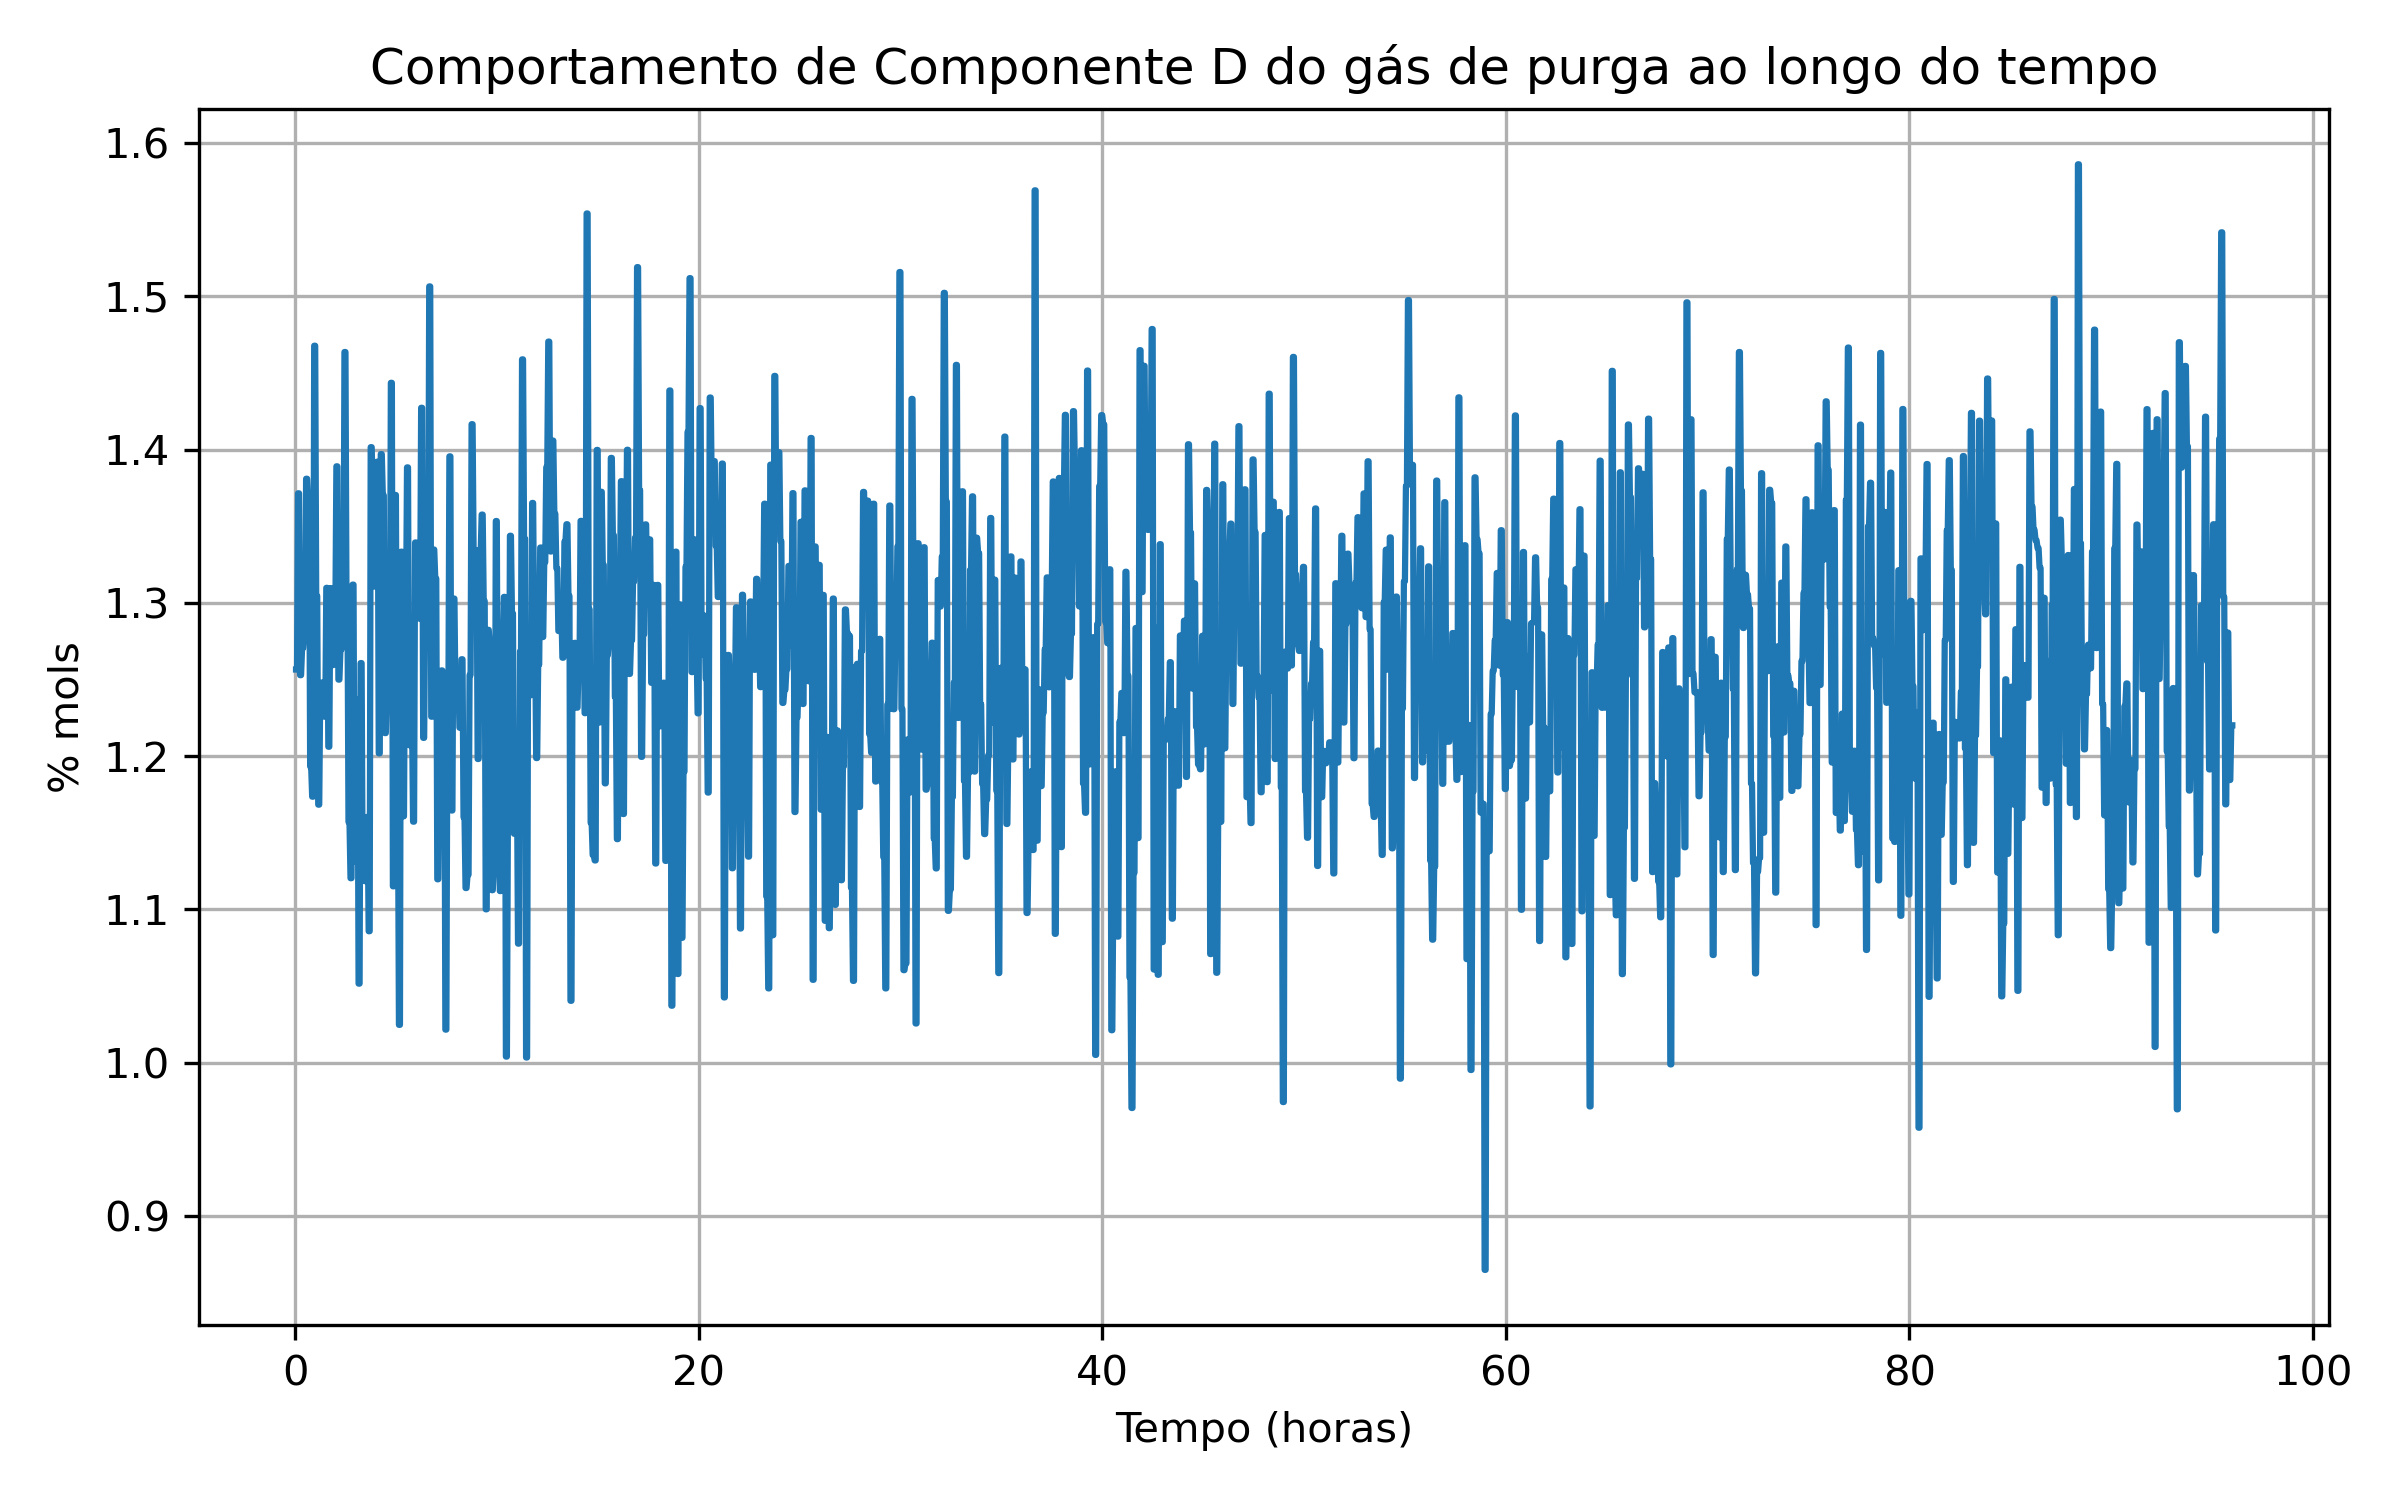 Comportamento de Componente D do gás de purga ao longo do tempo
% mols
1.6
1.5
1.4
1.3
1.2
1.1
1.0
0.9
0 20 40 60 80 100
Tempo (horas)